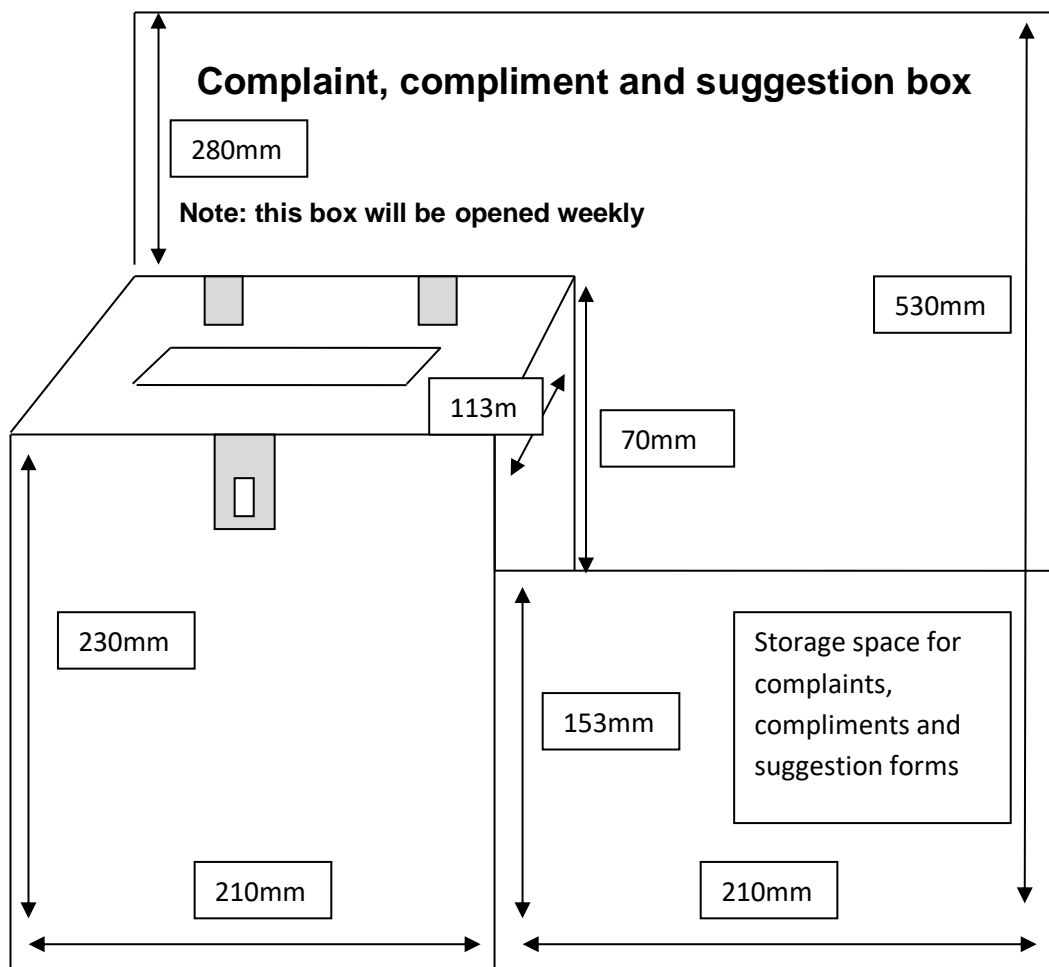 Complaint, compliment and suggestion box
280mm
Note: this box will be opened weekly
530mm
113m
70mm
230mm
153mm
Storage space for
complaints,
compliments and
suggestion forms
210mm
210mm